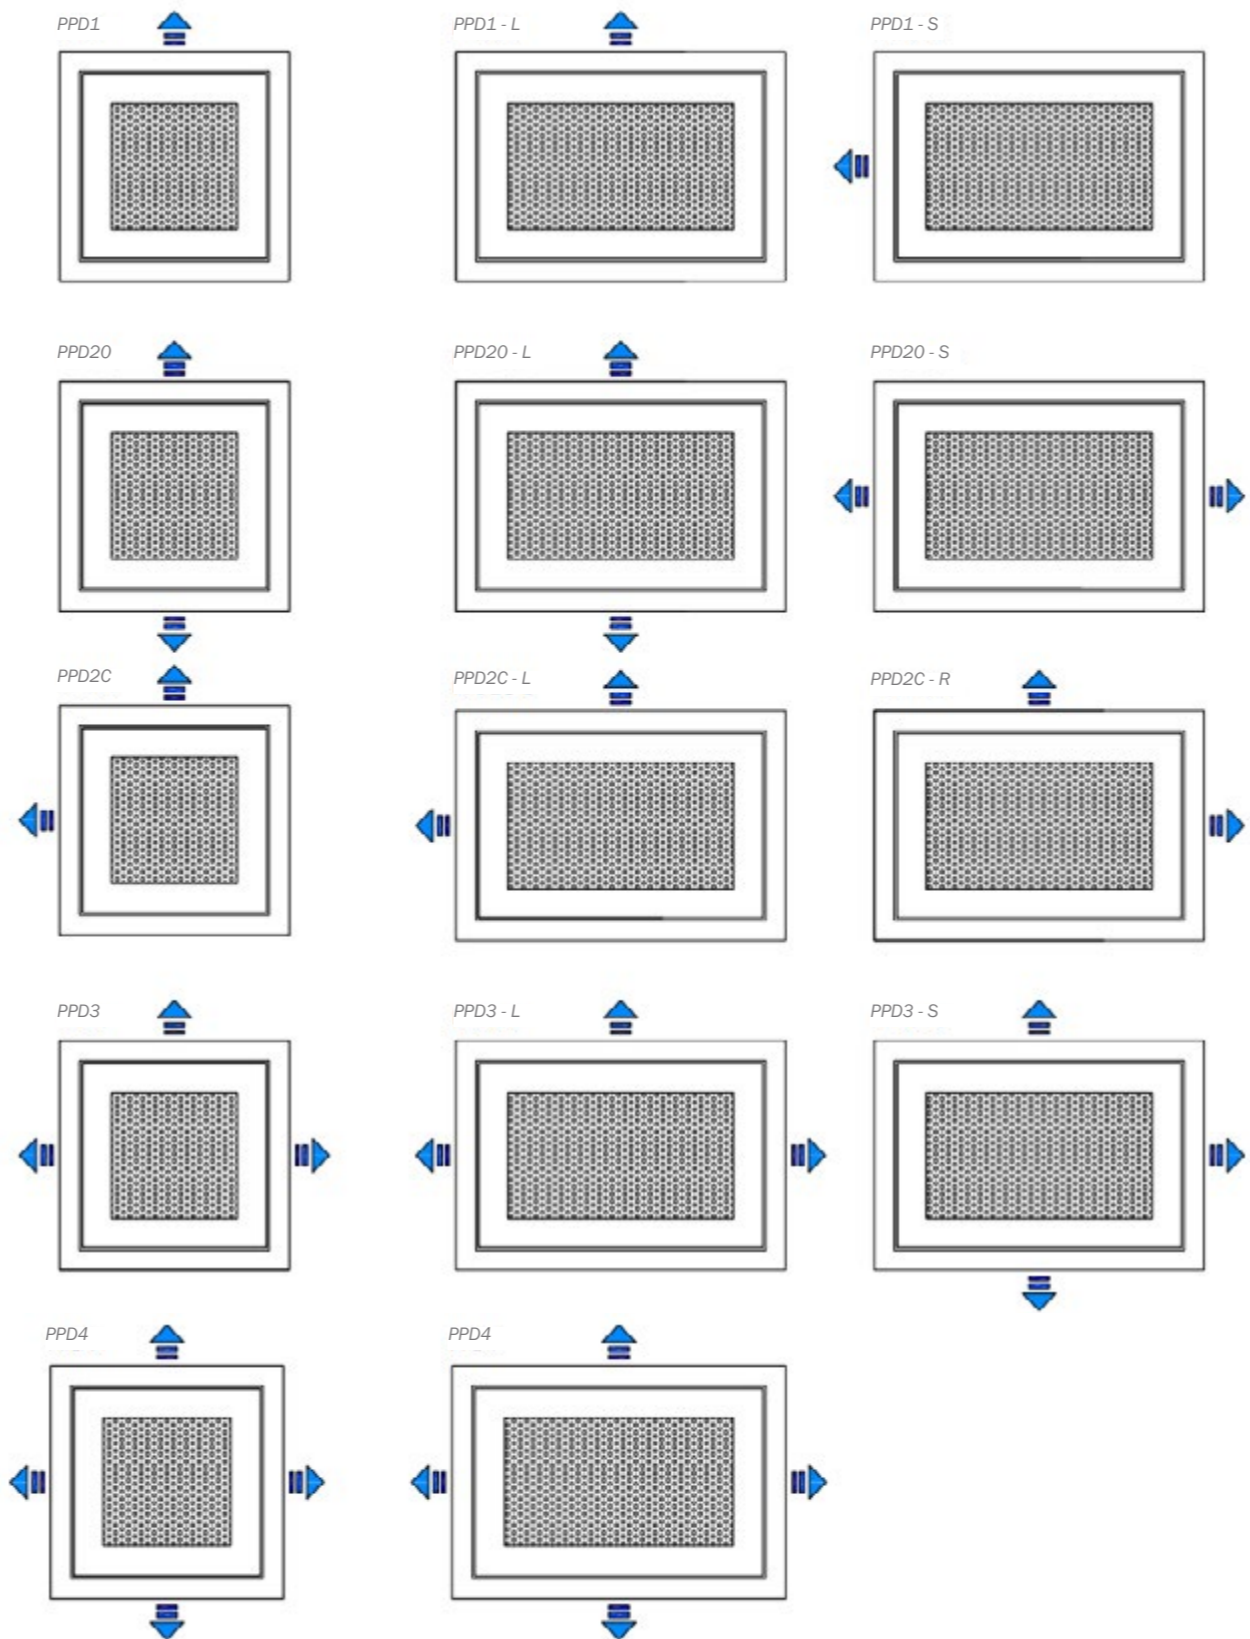 PPD1
PPD1 - L
PPD1 - S
PPD20
PPD20 - L
PPD20 - S
PPD2C
PPD2C - L
PPD2C - R
PPD3
PPD3 - L
PPD3 - S
PPD4
PPD4